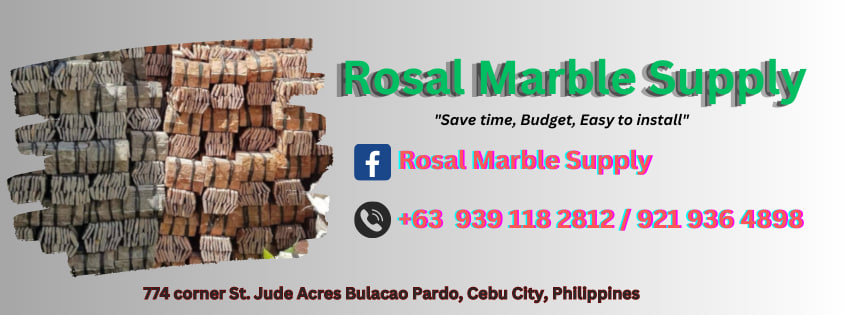 Rosal Marble Supply
"Save time, Budget, Easy to install"
Rosal Marble Supply
+63 939 118 2812 / 921 936 4898
774 corner St. Jude Acres Bulacao Pardo, Cebu City, Philippines